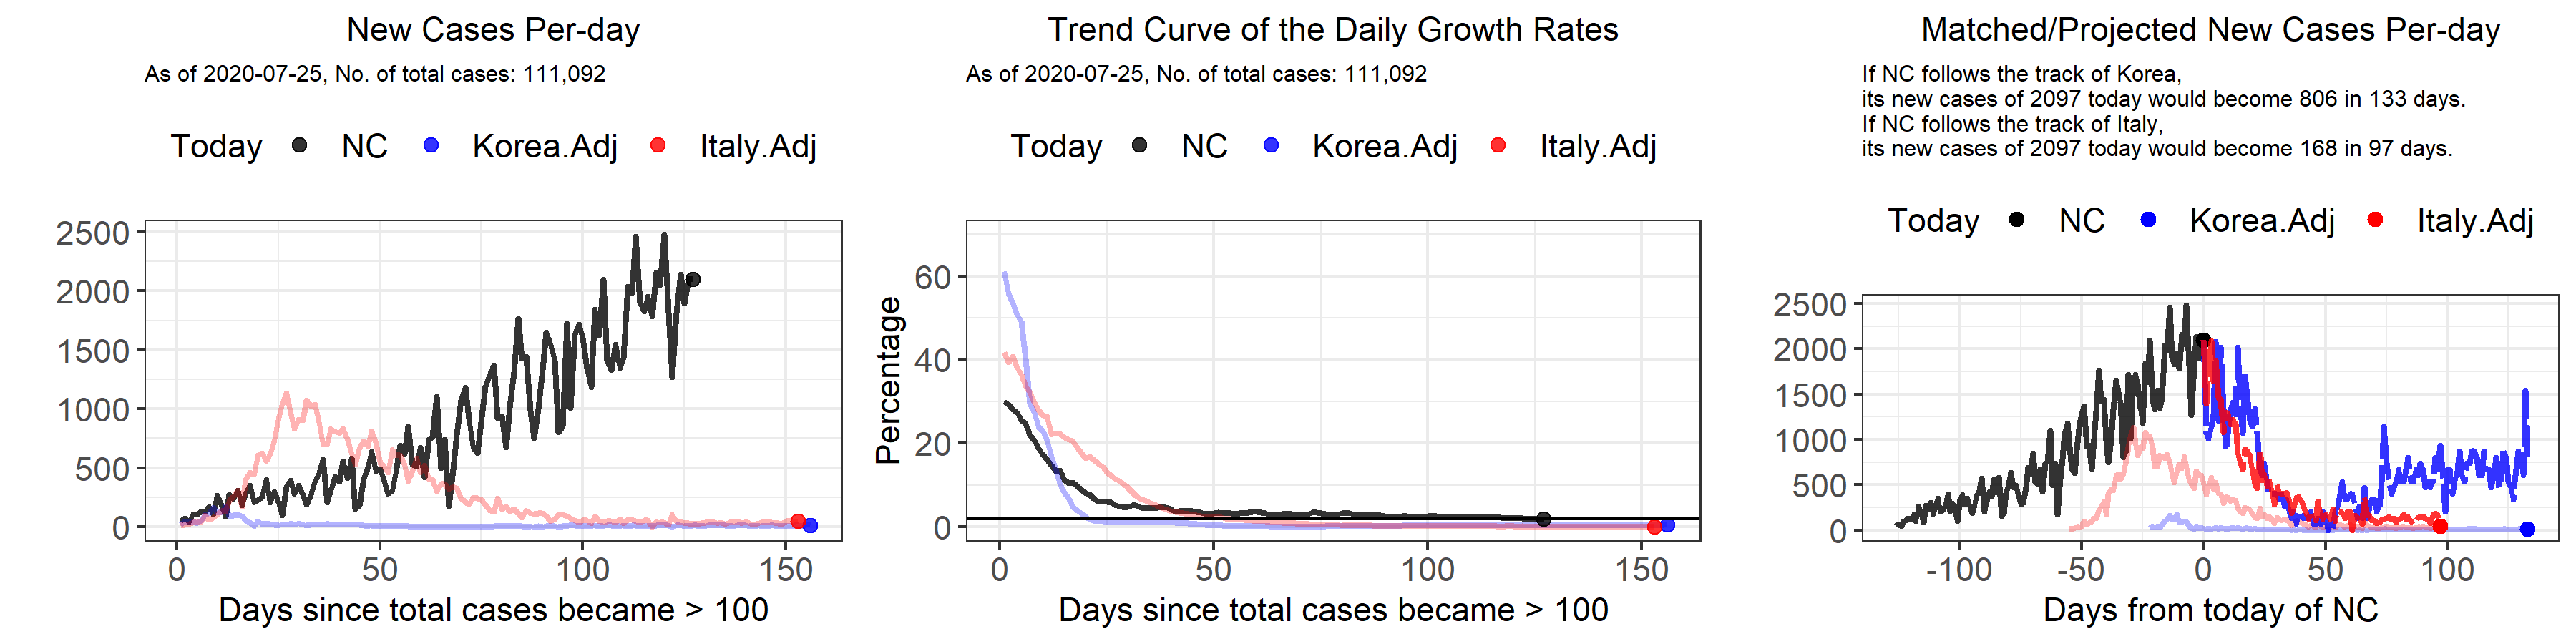 New Cases Per-day
As of 2020-07-25, No. of total cases: 111,092
Today NC Korea.Adj Italy.Adj
2500
2000
1500
1000
500
0
0 50 100 150
Days since total cases became > 100
Trend Curve of the Daily Growth Rates
As of 2020-07-25, No. of total cases: 111,092
Today NC Korea.Adj Italy.Adj
Percentage
60
40
20
0
0 50 100 150
Days since total cases became > 100
Matched/Projected New Cases Per-day
If NC follows the track of Korea,
its new cases of 2097 today would become 806 in 133 days.
If NC follows the track of Italy,
its new cases of 2097 today would become 168 in 97 days.
Today NC Korea.Adj Italy.Adj
2500
2000
1500
1000
500
0
-100 -50 0 50 100
Days from today of NC